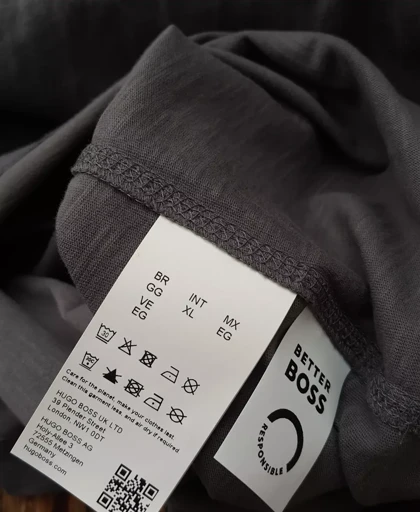 BR INT MX
GG XL EG
VE
EG
30
Care for the planet, make your clothes last.
Clean this garment less, and air dry if required
HUGO BOSS UK LTD
39 Plender Street
London, NW1 0DT
HUGO BOSS AG
Holy-Allee 3
72555 Metzingen
Germany
hugoboss.com
BETTER
BOSS
RESPONSIBLE